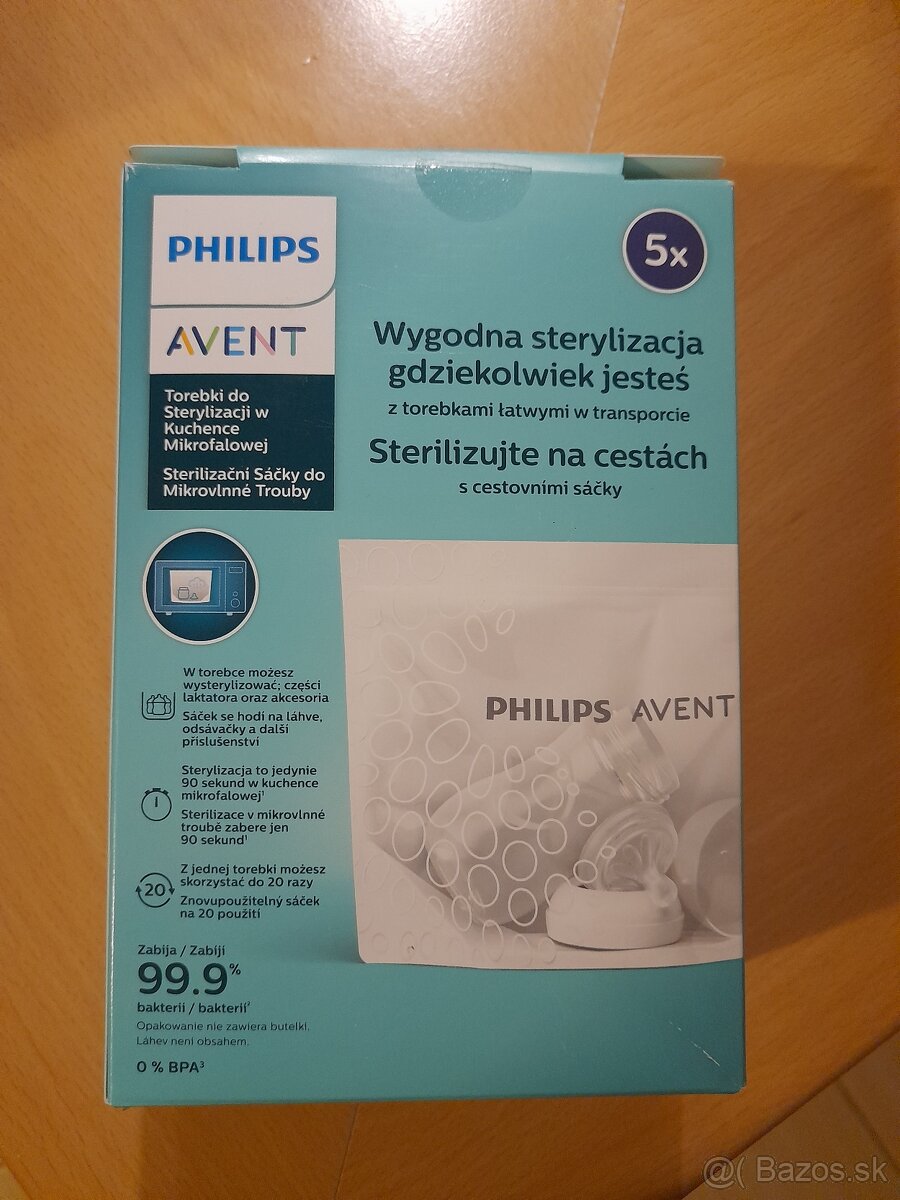 PHILIPS
AVENT
Torebki do
Sterylizacji w
Kuchence
Mikrofalowej
Sterilizační Sáčky do
Mikrovlnné Trouby
5x
Wygodna sterylizacja
gdziekolwiek jesteś
z torebkami łatwymi w transporcie
Sterilizujte na cestách
s cestovními sáčky
W torebce możesz
wysterylizować; części
laktatora oraz akcesoria
Sáček se hodí na láhve,
odsávačky a další
příslušenství
Sterylizacja to jedynie
90 sekund w kuchence
mikrofalowej¹
Sterilizace v mikrovlnné
troubě zabere jen
90 sekund¹
20
Z jednej torebki możesz
skorzystać do 20 razy
Znovupoužitelný sáček
na 20 použití
Zabija / Zabíjí
99.9%
bakterii / bakterií²
Opakowanie nie zawiera butelki.
Láhev není obsahem.
0 % BPA³
PHILIPS AVENT
@( Bazos.sk